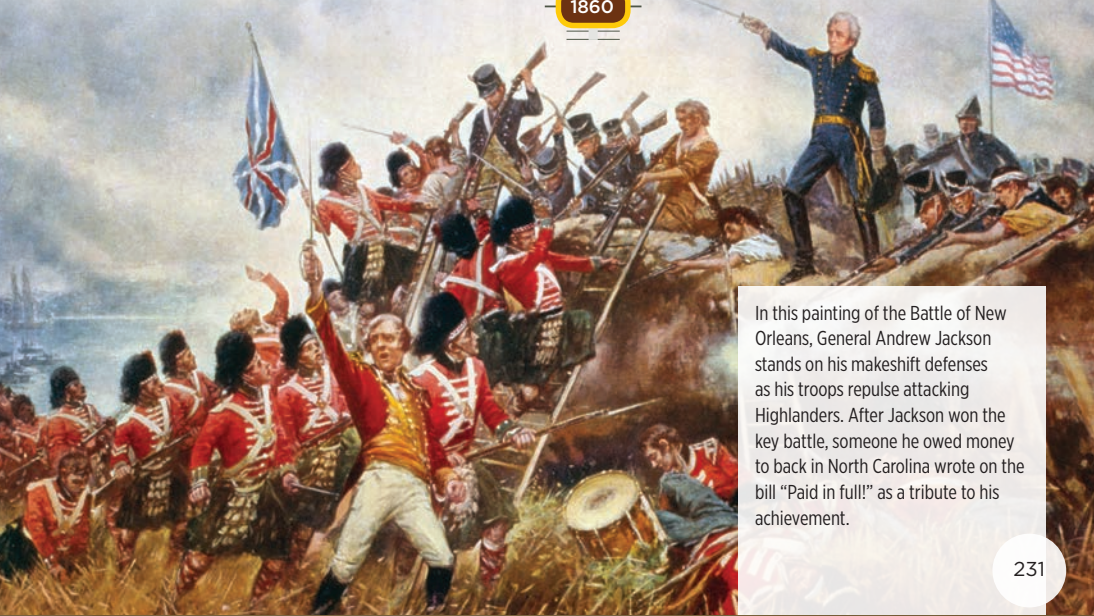 1860
In this painting of the Battle of New
Orleans, General Andrew Jackson
stands on his makeshift defenses
as his troops repulse attacking
Highlanders. After Jackson won the
key battle, someone he owed money
to back in North Carolina wrote on the
bill “Paid in full!” as a tribute to his
achievement.
231